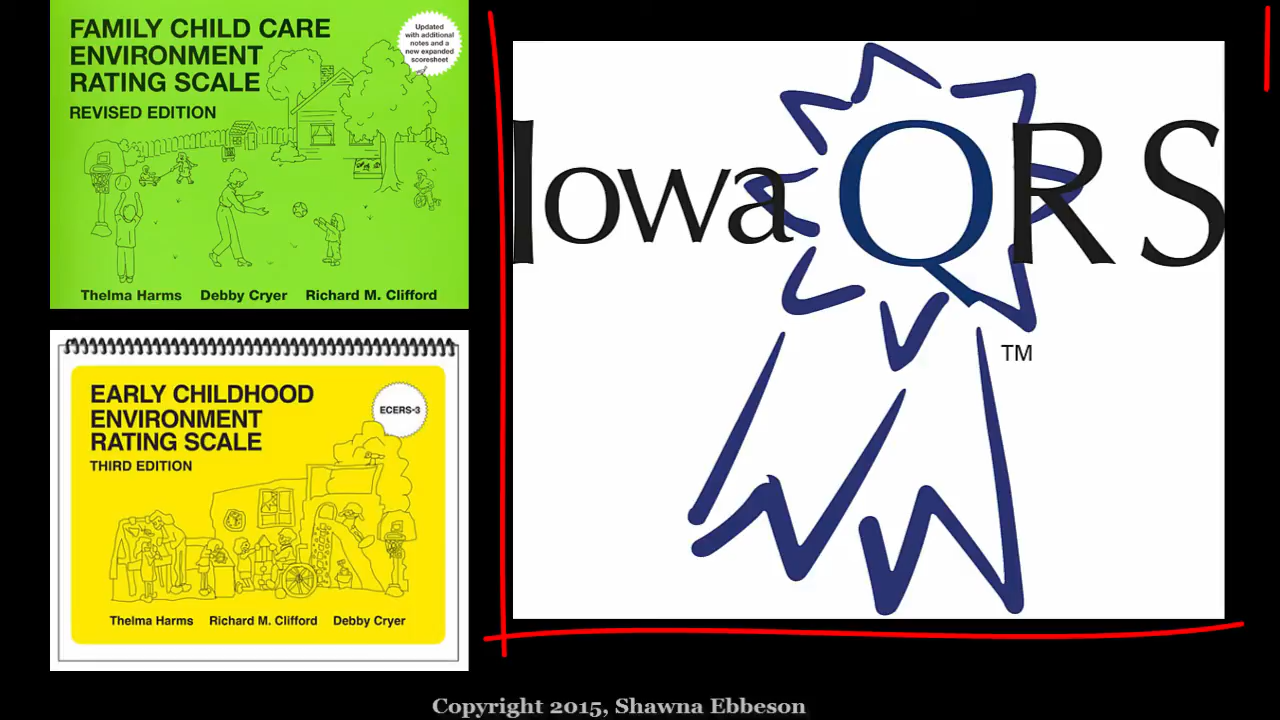 FAMILY CHILD CARE
ENVIRONMENT
RATING SCALE
REVISED EDITION
Updated
with additional
notes and a
new expanded
scoresheet
Thelma Harms Debby Cryer Richard M. Clifford
EARLY CHILDHOOD
ENVIRONMENT
RATING SCALE
THIRD EDITION
ECERS-3
Thelma Harms Richard M. Clifford Debby Cryer
Iowa QRS
TM
Copyright 2015, Shawna Ebbeson